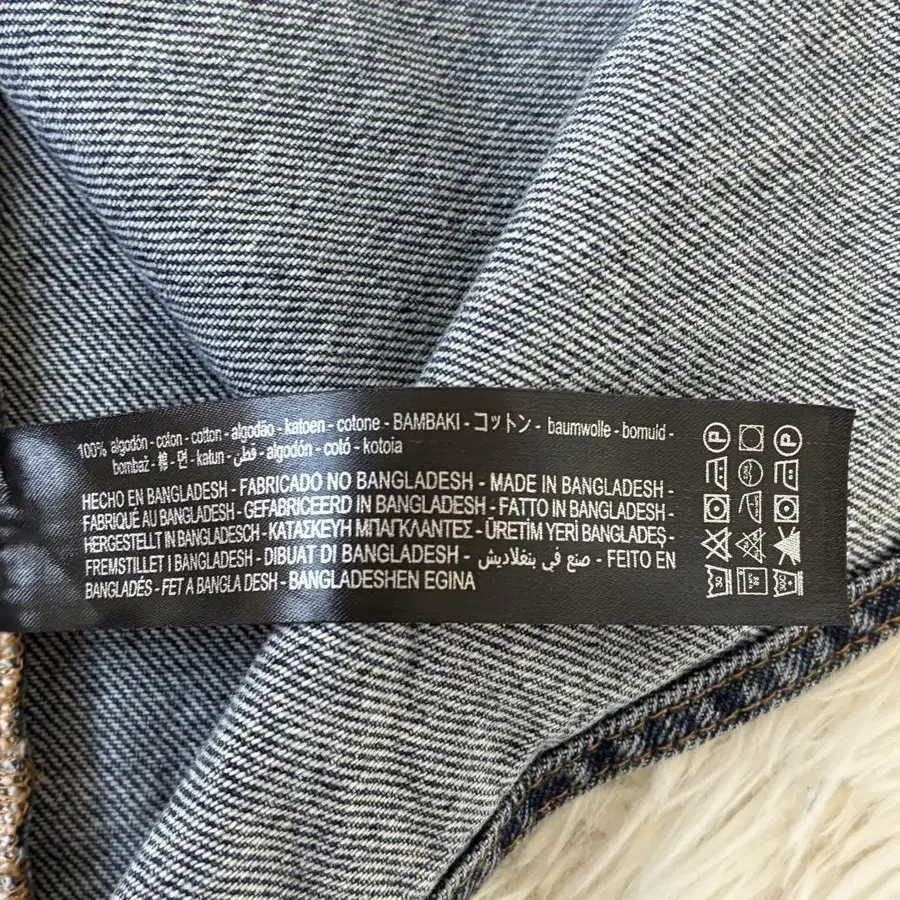 100% algodón - coton - cotton - algodão - katoen - cotone - BAMBAKI - コットン - baumwolle - bomuid -
bombaž - 棉 - 면 - katun - قطن - algodón - cotó - kotoia
HECHO EN BANGLADESH - FABRICADO NO BANGLADESH - MADE IN BANGLADESH -
FABRIQUÉ AU BANGLADESH - GEFABRICEERD IN BANGLADESH - FATTO IN BANGLADESH -
HERGESTELLT IN BANGLADESCH - ΚΑΤΑΣΚΕΥΗ ΜΠΑΓΚΛΑΝΤΕΣ - ÜRETİM YERİ BANGLADEŞ -
FREMSTILLET I BANGLADESH - DIBUAT DI BANGLADESH - صنع في بنغلاديش - FEITO EN
BANGLADÉS - FET A BANGLA DESH - BANGLADESHEN EGINA
P P
30 30C